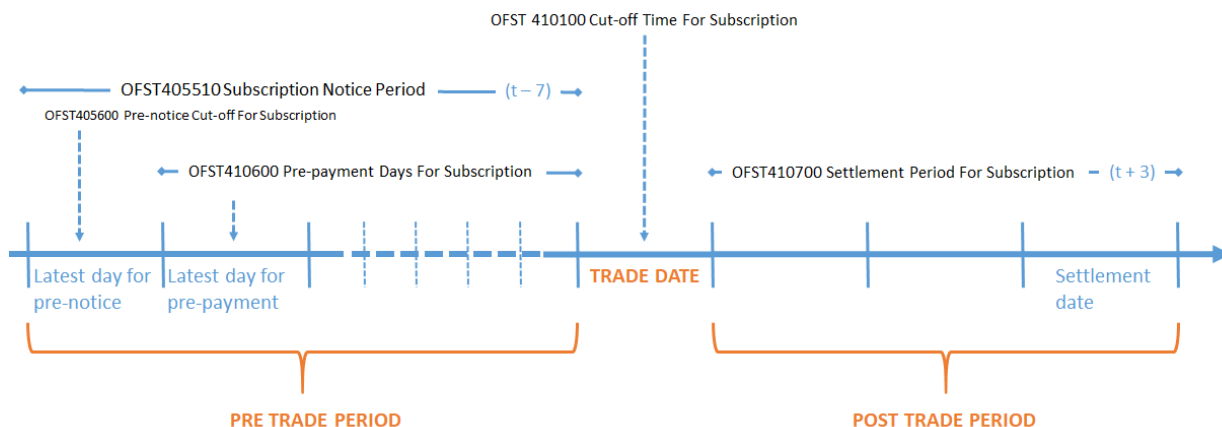 OFST 410100 Cut-off Time For Subscription
OFST405510 Subscription Notice Period (t – 7)
OFST405600 Pre-notice Cut-off For Subscription
OFST410600 Pre-payment Days For Subscription
OFST410700 Settlement Period For Subscription (t + 3)
Latest day for
pre-notice
Latest day for
pre-payment
TRADE DATE
Settlement
date
PRE TRADE PERIOD
POST TRADE PERIOD